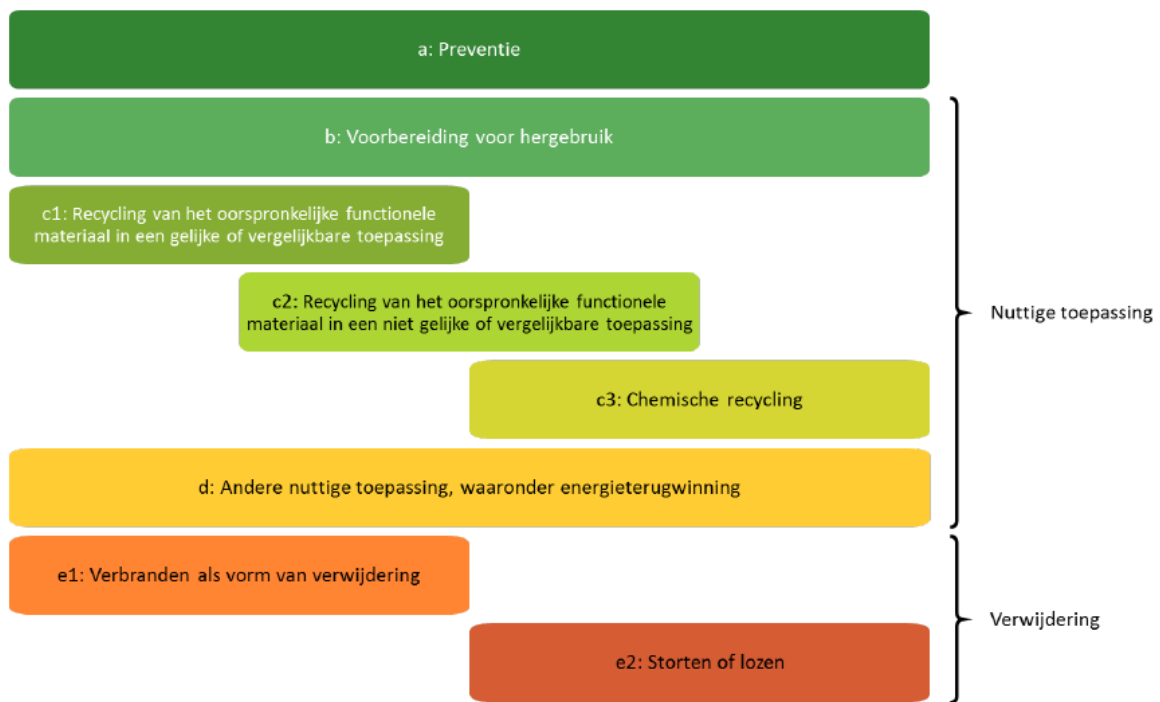 a: Preventie
b: Voorbereiding voor hergebruik
c1: Recycling van het oorspronkelijke functionele
materiaal in een gelijke of vergelijkbare toepassing
c2: Recycling van het oorspronkelijke functionele
materiaal in een niet gelijke of vergelijkbare toepassing
Nuttige toepassing
c3: Chemische recycling
d: Andere nuttige toepassing, waaronder energieterugwinning
e1: Verbranden als vorm van verwijdering
Verwijdering
e2: Storten of lozen